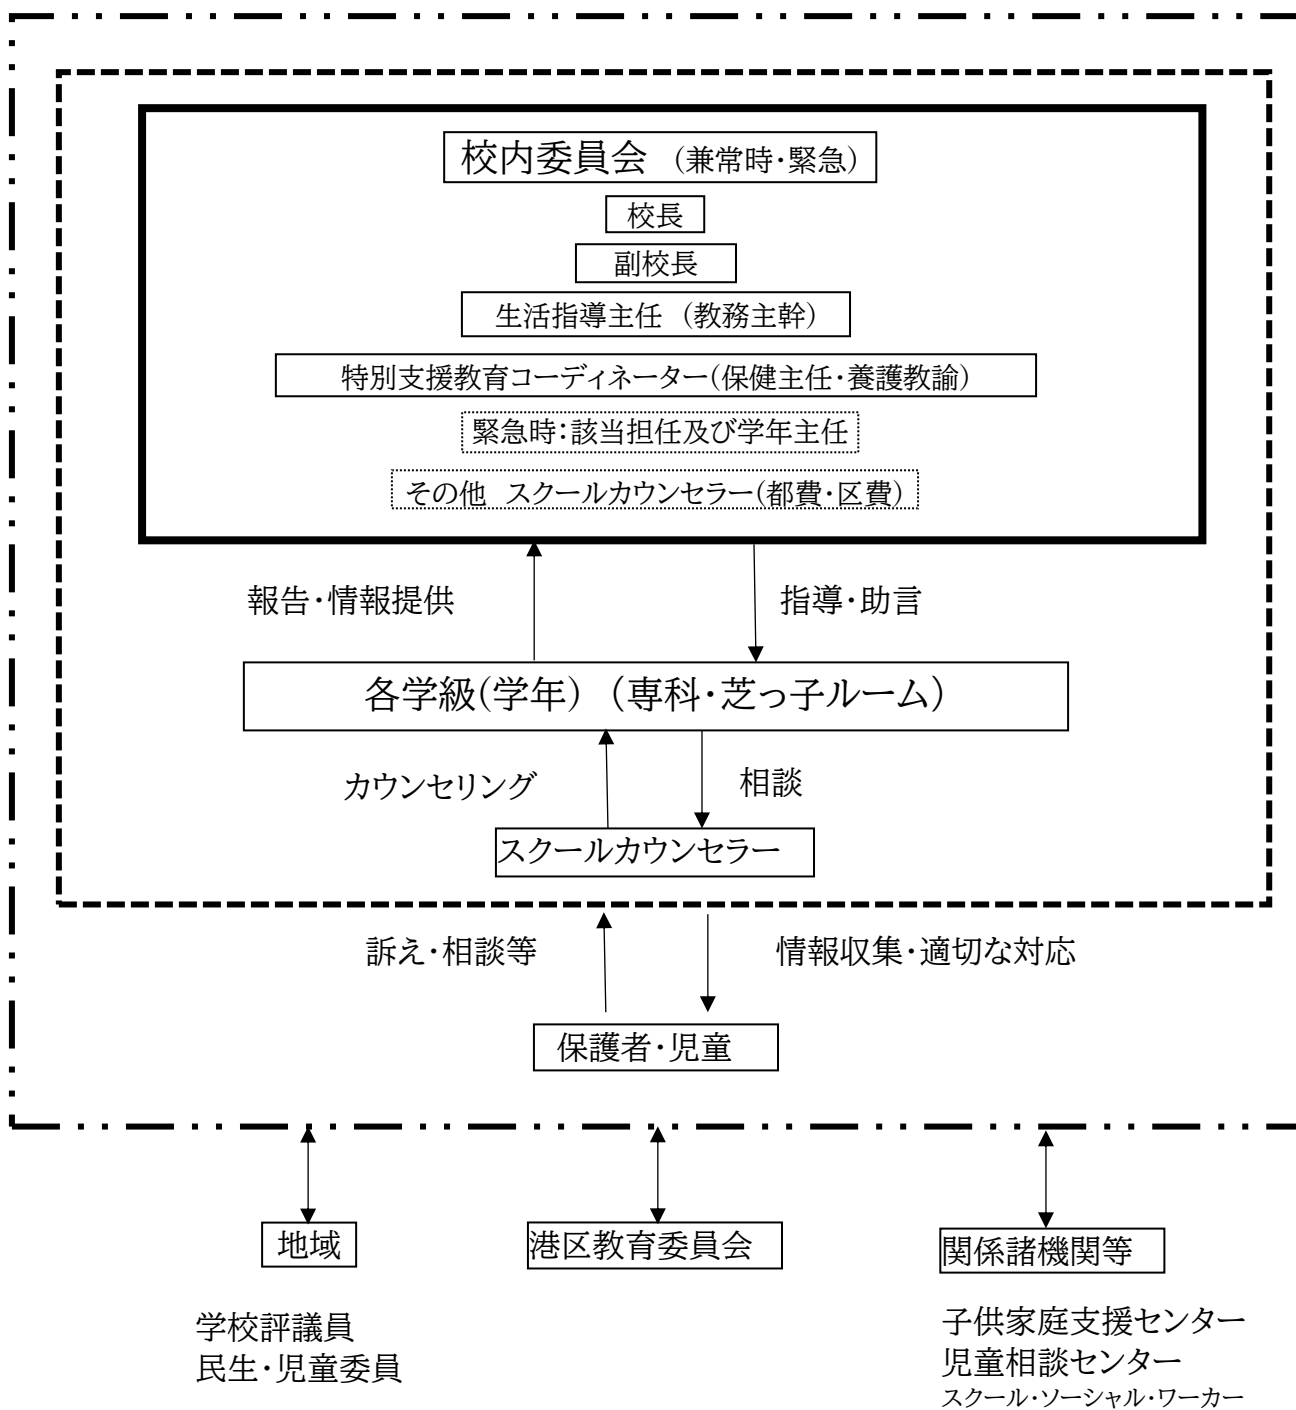 校内委員会 (兼常時・緊急)
校長
副校長
生活指導主任 (教務主幹)
特別支援教育コーディネーター(保健主任・養護教諭)
緊急時:該当担任及び学年主任
その他 スクールカウンセラー(都費・区費)
報告・情報提供 指導・助言
各学級(学年) (専科・芝っ子ルーム)
カウンセリング 相談
スクールカウンセラー
訴え・相談等 情報収集・適切な対応
保護者・児童
地域 港区教育委員会 関係諸機関等
学校評議員
民生・児童委員
子供家庭支援センター
児童相談センター
スクール・ソーシャル・ワーカー